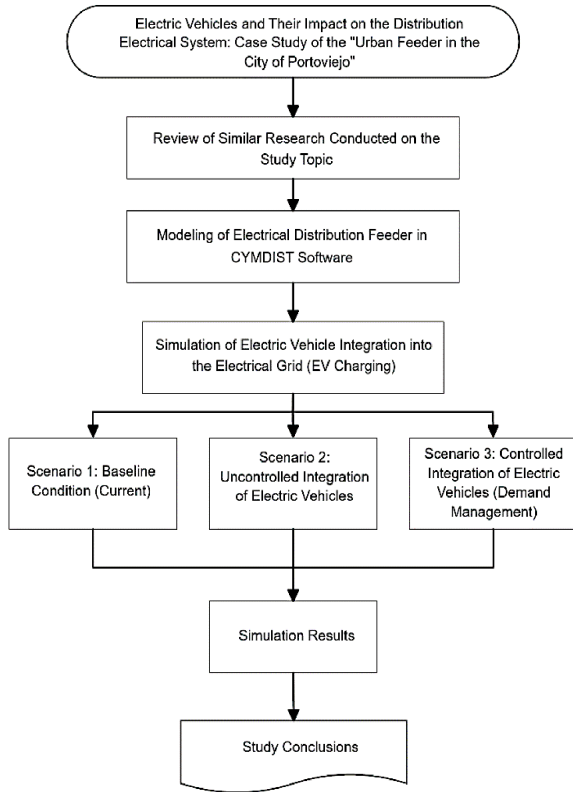 Electric Vehicles and Their Impact on the Distribution
Electrical System: Case Study of the "Urban Feeder in the
City of Portoviejo"
Review of Similar Research Conducted on the
Study Topic
Modeling of Electrical Distribution Feeder in
CYMDIST Software
Simulation of Electric Vehicle Integration into
the Electrical Grid (EV Charging)
Scenario 1: Baseline
Condition (Current)
Scenario 2:
Uncontrolled Integration
of Electric Vehicles
Scenario 3: Controlled
Integration of Electric
Vehicles (Demand
Management)
Simulation Results
Study Conclusions